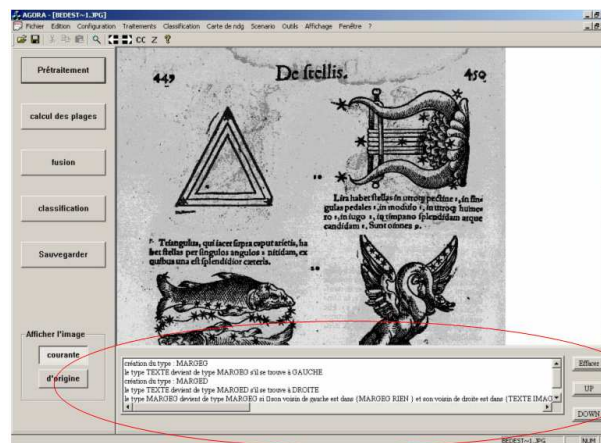 AGORA - [BEDEST~1.JPG]
Fichier Edition Configuration Traitements Classification Carte de ndg Scenario Outils Affichage Fenêtre ?
CC Z ?
Prétraitement
calcul des plages
fusion
classification
Sauvegarder
Afficher l'image
courante
d'origine
449 De stellis. 450
10
Lira habet stellas in utroq; pectine 1, in sin
gulas pedales 1, in modulo 1, in utroq; hume
ro 1, in iugo 1, in timpano splendidam atque
candidam 1, Sunt omnes 9.
Triangulus, qui iacet supra caput arietis, ha
bet stellas per singulos angulos 1 nitidam, ex
quibus una est splendidior cæteris.
20
création du type : MARGEG
le type TEXTE devient de type MARGEG s'il se trouve à GAUCHE
création du type : MARGED
le type TEXTE devient de type MARGED s'il se trouve à DROITE
le type MARGEG devient de type MARGEG si son voisin de gauche est dans (MARGEG RIEN ) et son voisin de droite est dans (TEXTE IMAG
Effacer
UP
DOWN
BEDEST~1.JPG NUM